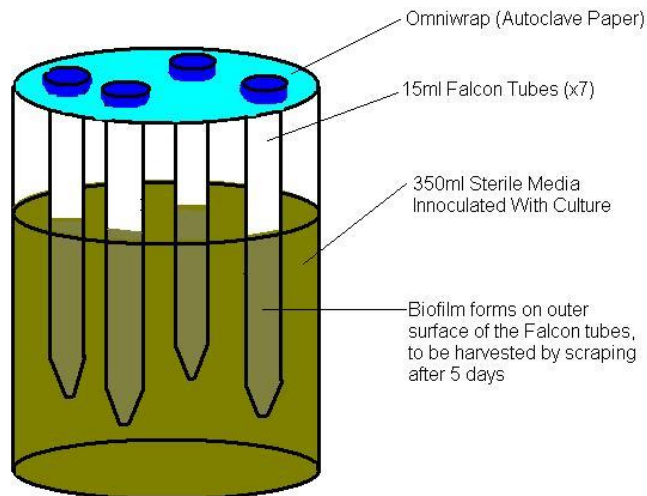 Omniwrap (Autoclave Paper)
15ml Falcon Tubes (x7)
350ml Sterile Media
Innoculated With Culture
Biofilm forms on outer
surface of the Falcon tubes,
to be harvested by scraping
after 5 days